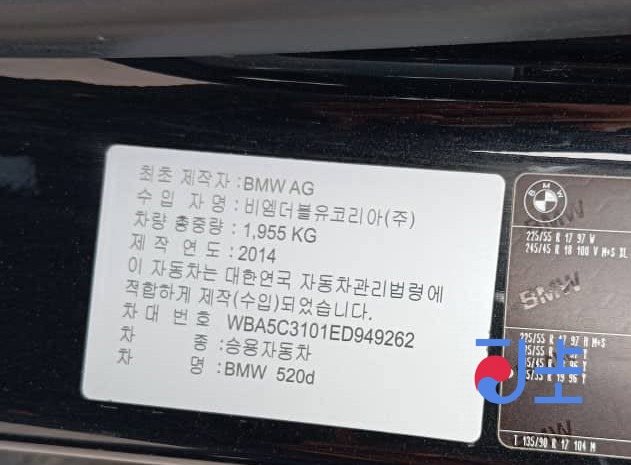 최초 제작자 : BMW AG
수 입 자 명 : 비엠더블유코리아(주)
차량 총중량 : 1,955 KG
제 작 연 도 : 2014
이 자동차는 대한민국 자동차관리법령에
적합하게 제작(수입)되었습니다.
차 대 번 호 WBA5C3101ED949262
차 종 : 승용자동차
차 명 : BMW 520d
BMW
BMW
225/55 R 17 97 W
245/45 R 18 100 V M+S XL
BMW
225/55 R 17 97 H M+S
BMW
T 135/90 R 17 104 M